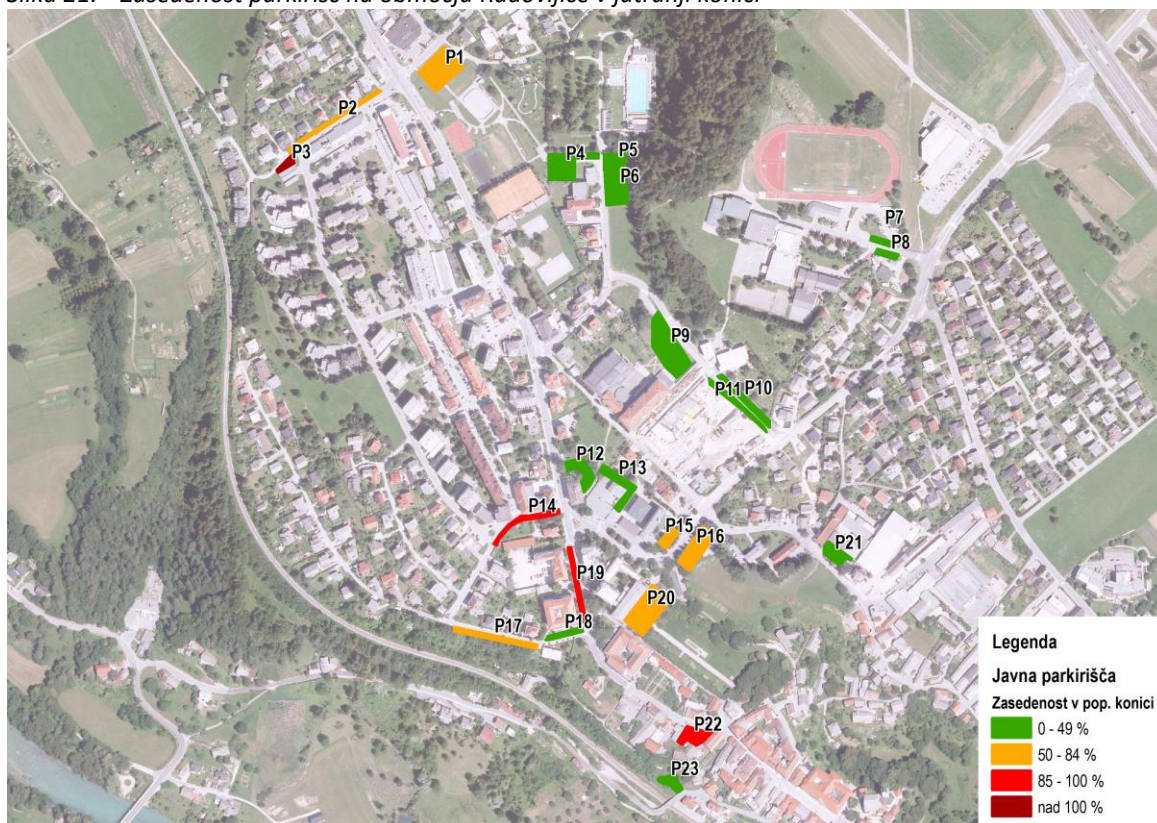 Slika 21: Zasedenost parkirišč na območju Radovljice v jutranji konici
P1
P2
P3
P4
P5
P6
P7
P8
P9
P11
P10
P12
P13
P14
P15
P16
P19
P21
P20
P17
P18
P22
P23
Legenda
Javna parkirišča
Zasedenost v pop. konici
0 - 49 %
50 - 84 %
85 - 100 %
nad 100 %